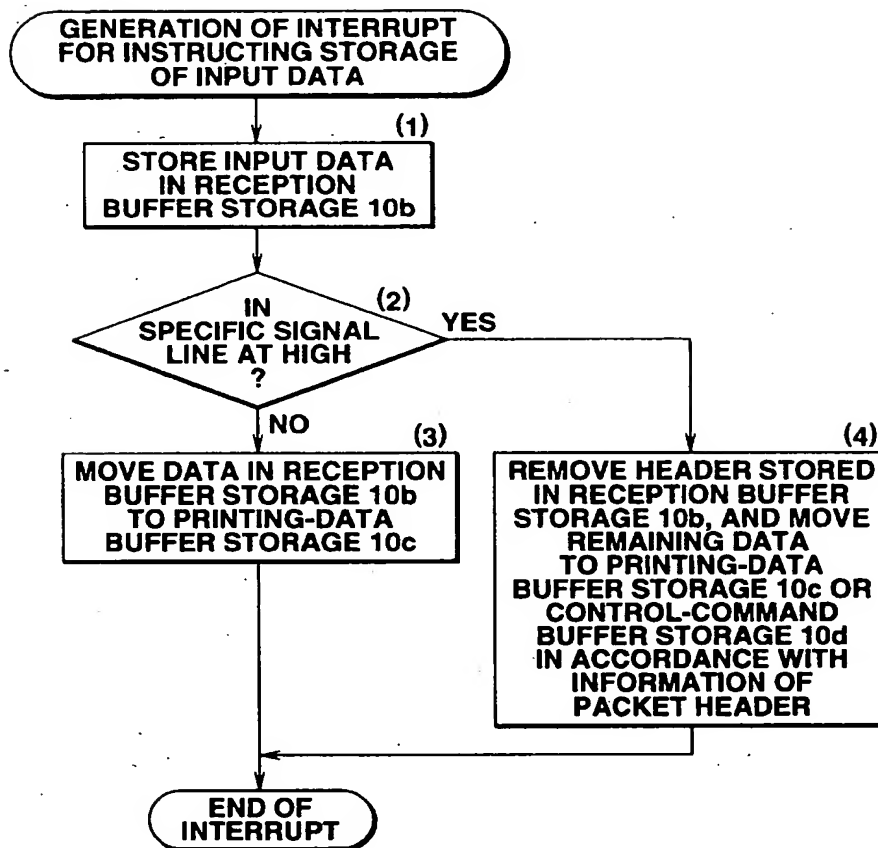 GENERATION OF INTERRUPT
FOR INSTRUCTING STORAGE
OF INPUT DATA
(1)
STORE INPUT DATA
IN RECEPTION
BUFFER STORAGE 10b
(2)
IN
SPECIFIC SIGNAL
LINE AT HIGH
?
YES
NO
(3)
MOVE DATA IN RECEPTION
BUFFER STORAGE 10b
TO PRINTING-DATA
BUFFER STORAGE 10c
(4)
REMOVE HEADER STORED
IN RECEPTION BUFFER
STORAGE 10b, AND MOVE
REMAINING DATA
TO PRINTING-DATA
BUFFER STORAGE 10c OR
CONTROL-COMMAND
BUFFER STORAGE 10d
IN ACCORDANCE WITH
INFORMATION OF
PACKET HEADER
END OF
INTERRUPT